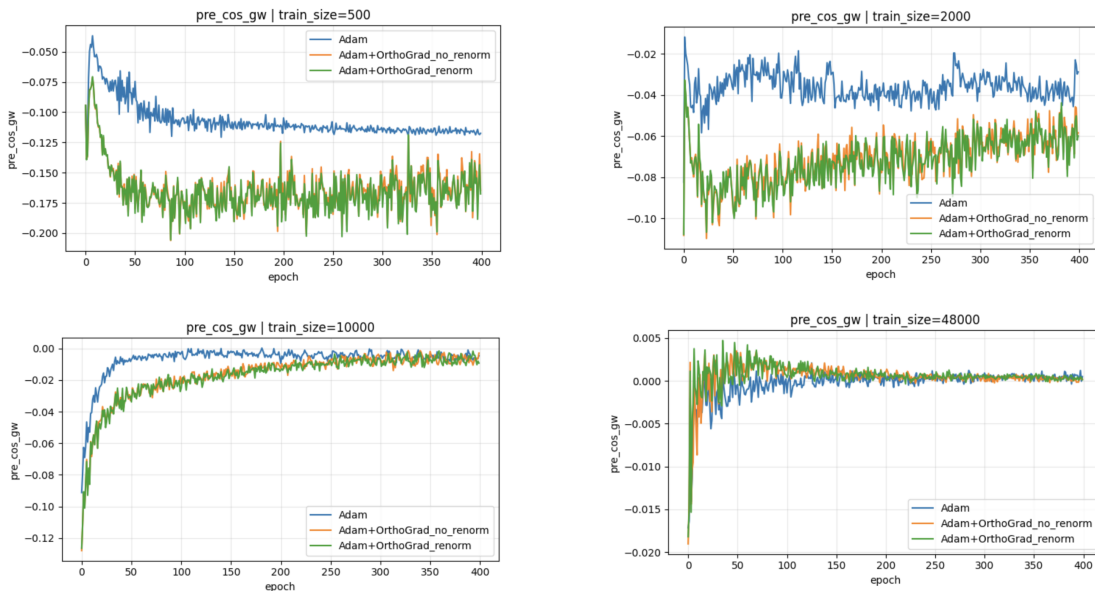 pre_cos_gw | train_size=500
pre_cos_gw
−0.050
−0.075
−0.100
−0.125
−0.150
−0.175
−0.200
Adam
Adam+OrthoGrad_no_renorm
Adam+OrthoGrad_renorm
0 50 100 150 200 250 300 350 400
epoch
pre_cos_gw | train_size=2000
pre_cos_gw
−0.02
−0.04
−0.06
−0.08
−0.10
Adam
Adam+OrthoGrad_no_renorm
Adam+OrthoGrad_renorm
0 50 100 150 200 250 300 350 400
epoch
pre_cos_gw | train_size=10000
pre_cos_gw
0.00
−0.02
−0.04
−0.06
−0.08
−0.10
−0.12
Adam
Adam+OrthoGrad_no_renorm
Adam+OrthoGrad_renorm
0 50 100 150 200 250 300 350 400
epoch
pre_cos_gw | train_size=48000
pre_cos_gw
0.005
0.000
−0.005
−0.010
−0.015
−0.020
Adam
Adam+OrthoGrad_no_renorm
Adam+OrthoGrad_renorm
0 50 100 150 200 250 300 350 400
epoch